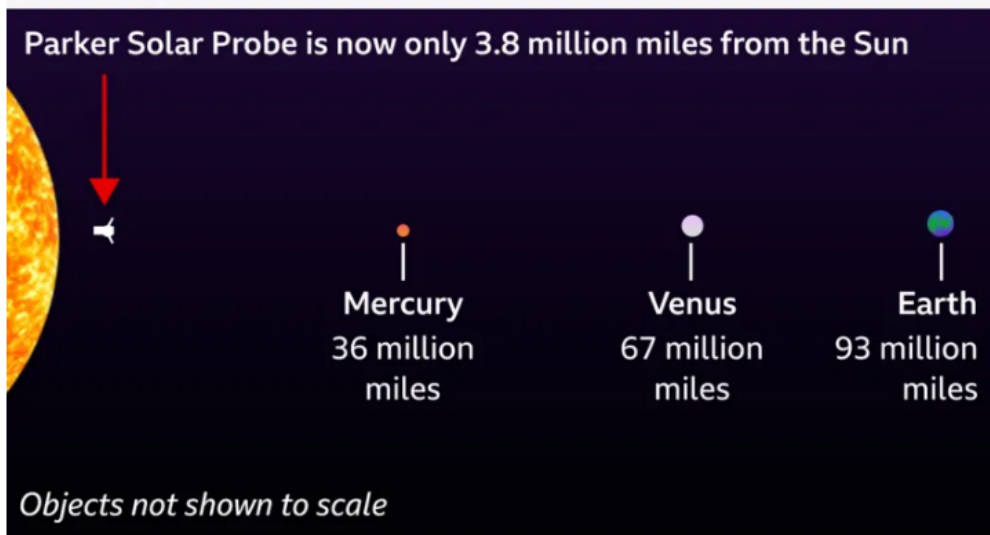 Parker Solar Probe is now only 3.8 million miles from the Sun
Mercury
36 million
miles
Venus
67 million
miles
Earth
93 million
miles
Objects not shown to scale